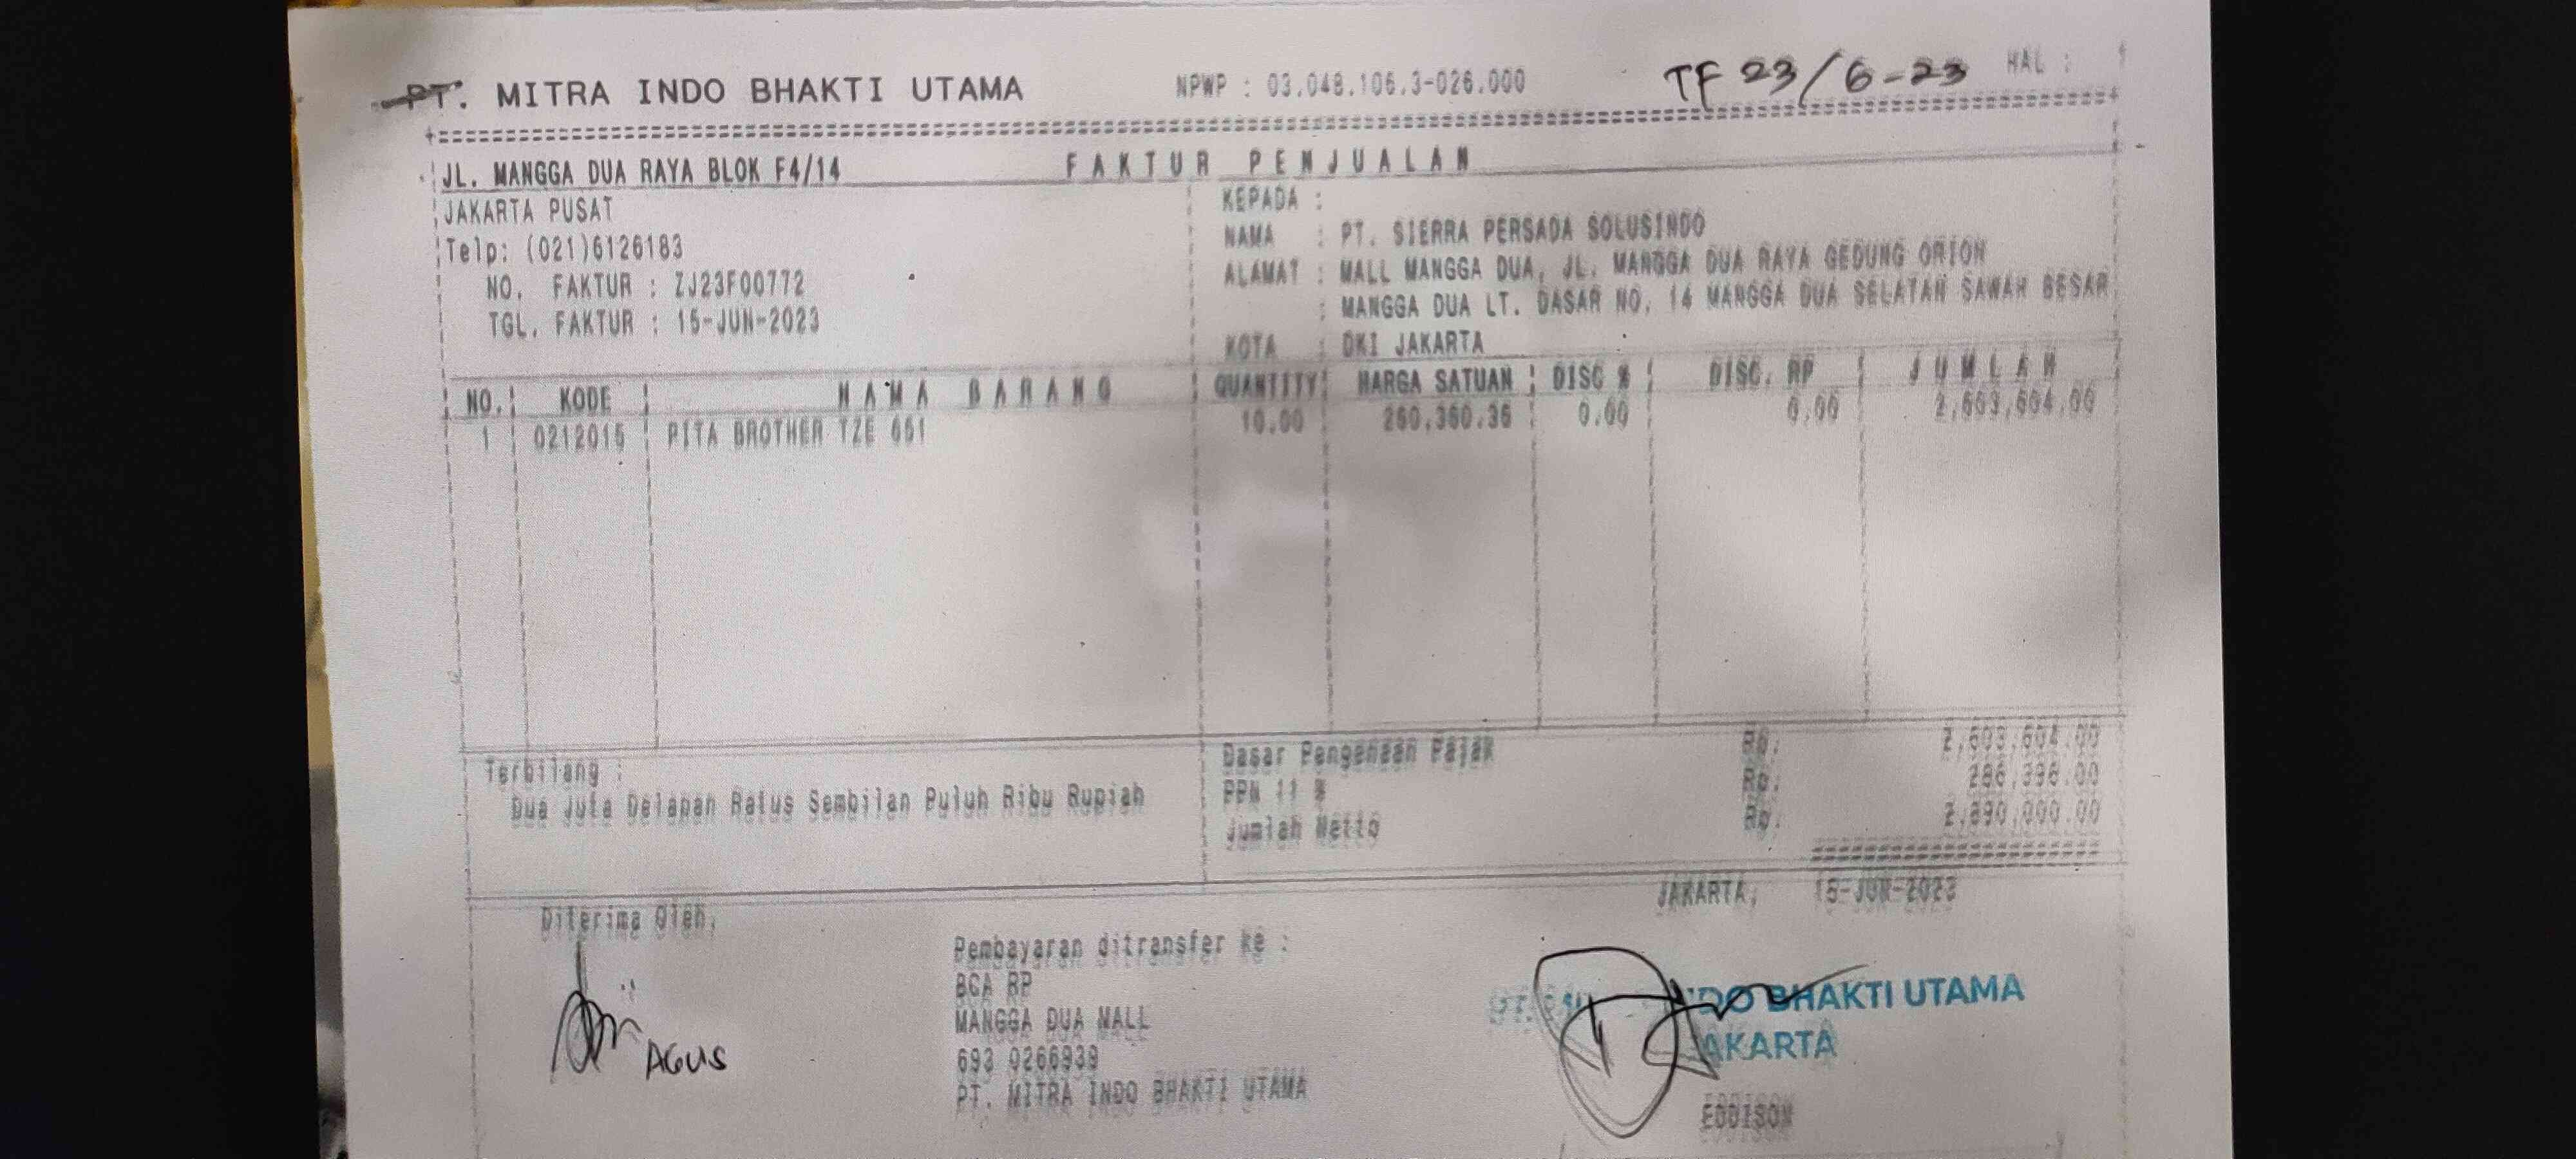 PT. MITRA INDO BHAKTI UTAMA NPWP : 03.048.106.3-026.000 TF 23/6-23 HAL : 1
JL. MANGGA DUA RAYA BLOK F4/14 FAKTUR PENJUALAN
JAKARTA PUSAT
Telp: (021)6126183
NO. FAKTUR : ZJ23F00772
TGL. FAKTUR : 15-JUN-2023
KEPADA :
NAMA : PT. SIERRA PERSADA SOLUSINDO
ALAMAT : MALL MANGGA DUA, JL. MANGGA DUA RAYA GEDUNG ORION
: MANGGA DUA LT. DASAR NO. 14 MANGGA DUA SELATAN SAWAH BESAR
KOTA : DKI JAKARTA
NO. KODE NAMA BARANG QUANTITY HARGA SATUAN DISC % DISC. RP JUMLAH
1 0212015 PITA BROTHER TZE 10.00 260,360.36 0.00 0.00 2,603,604.00
Terbilang :
Dua Juta Delapan Ratus Sembilan Puluh Ribu Rupiah
Dasar Pengenaan Pajak Rp. 2,603,604.00
PPN 11 % Rp. 286,396.00
Jumlah Netto Rp. 2,890,000.00
JAKARTA, 15-JUN-2023
Diterima Oleh,
AGUS
Pembayaran ditransfer ke :
BCA RP
MANGGA DUA MALL
693 0266939
PT. MITRA INDO BHAKTI UTAMA
BHAKTI UTAMA
JAKARTA
EDDISON